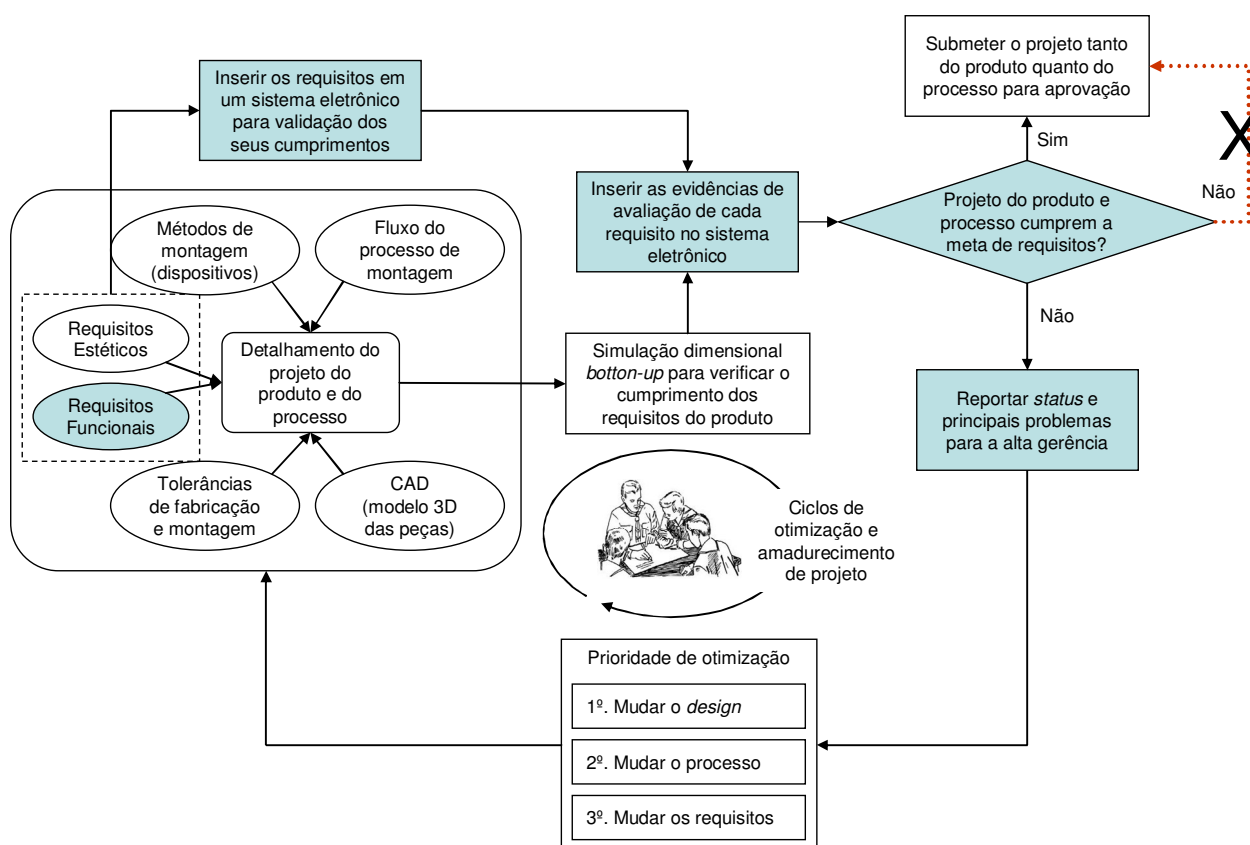 Submeter o projeto tanto
do produto quanto do
processo para aprovação
Inserir os requisitos em
um sistema eletrônico
para validação dos
seus cumprimentos
X
Sim
Não
Inserir as evidências de
avaliação de cada
requisito no sistema
eletrônico
Projeto do produto e
processo cumprem a
meta de requisitos?
Métodos de
montagem
(dispositivos)
Fluxo do
processo de
montagem
Não
Requisitos
Estéticos
Detalhamento do
projeto do
produto e do
processo
Simulação dimensional
botton-up para verificar o
cumprimento dos
requisitos do produto
Requisitos
Funcionais
Reportar status e
principais problemas
para a alta gerência
Tolerâncias
de fabricação
e montagem
CAD
(modelo 3D
das peças)
Ciclos de
otimização e
amadurecimento
de projeto
Prioridade de otimização
1º. Mudar o design
2º. Mudar o processo
3º. Mudar os requisitos